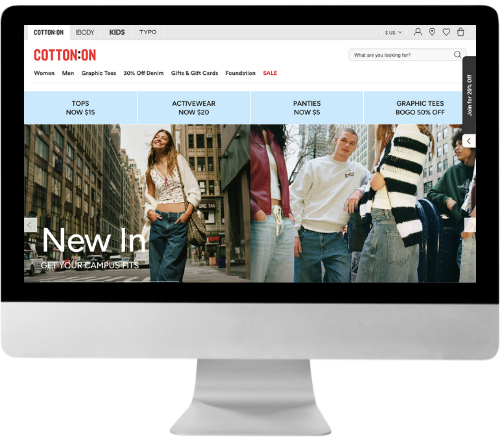 COTTON:ON BODY KIDS TYPO $ US
COTTON:ON
What are you looking for?
Women Men Graphic Tees 30% Off Denim Gifts & Gift Cards Foundation SALE
Join for 20% Off
TOPS
NOW $15
ACTIVEWEAR
NOW $20
PANTIES
NOW $5
GRAPHIC TEES
BOGO 50% OFF
New In
GET YOUR CAMPUS FITS